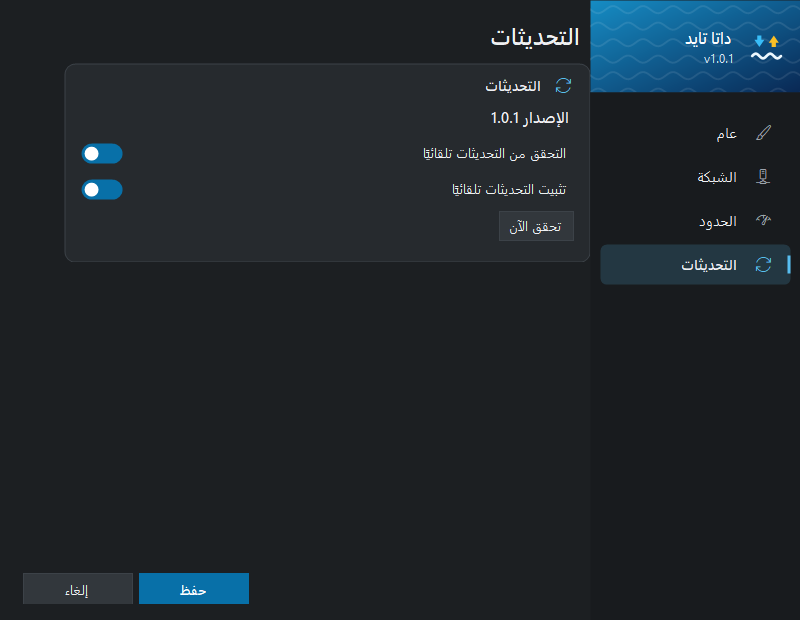 داتا تايد
v1.0.1
عام
الشبكة
الحدود
التحديثات
التحديثات
التحديثات
الإصدار 1.0.1
التحقق من التحديثات تلقائيًا
تثبيت التحديثات تلقائيًا
تحقق الآن
حفظ
إلغاء